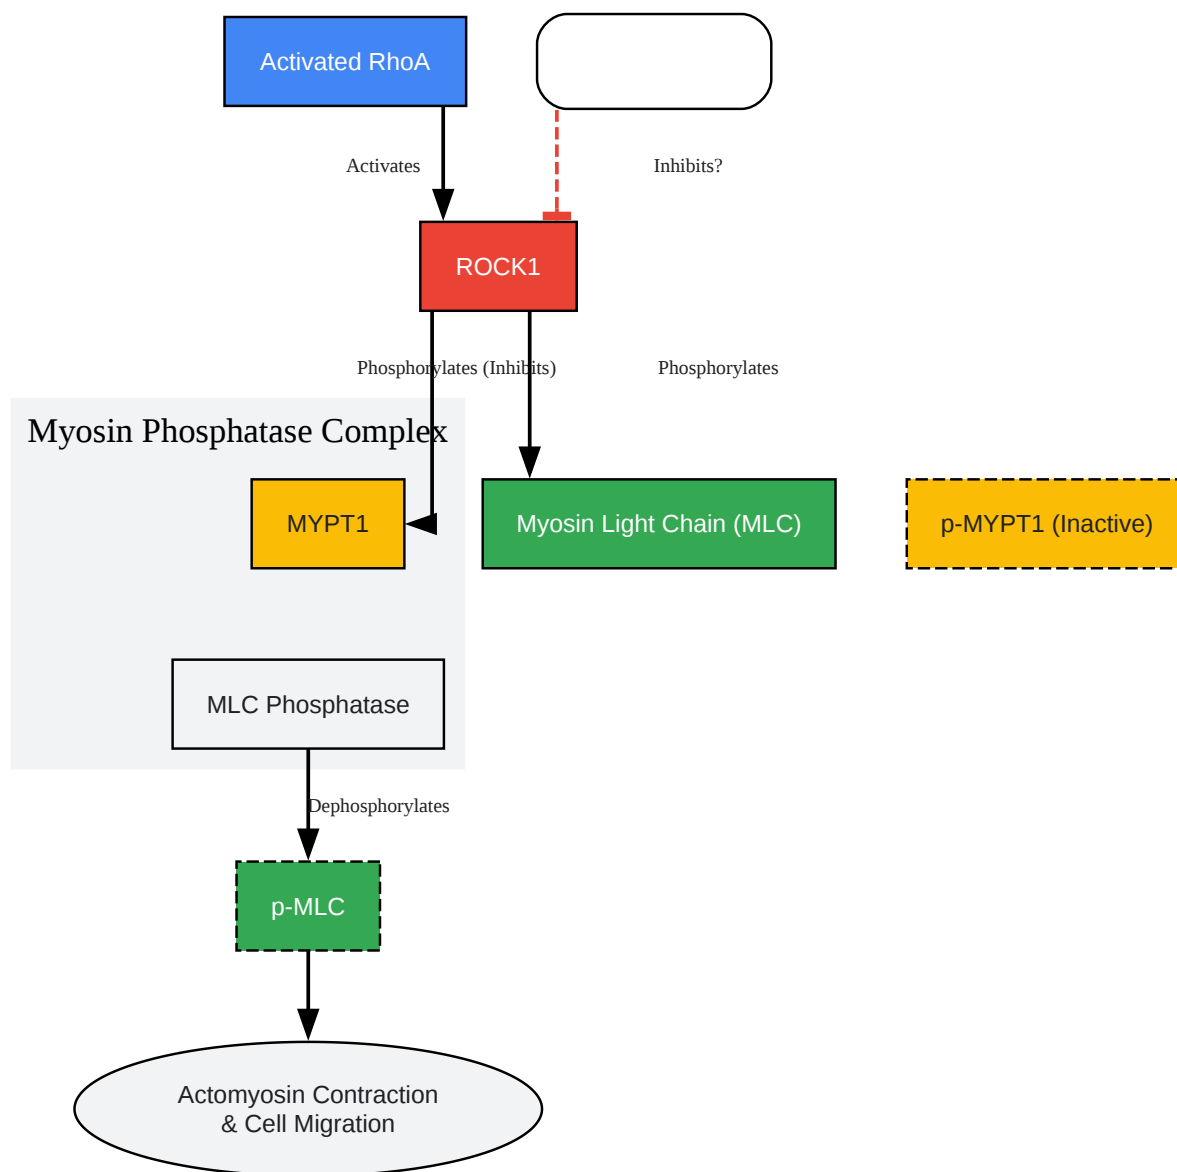 Activated RhoA
Activates
Inhibits?
ROCK1
Phosphorylates (Inhibits)
Phosphorylates
Myosin Phosphatase Complex
MYPT1
Myosin Light Chain (MLC)
p-MYPT1 (Inactive)
MLC Phosphatase
Dephosphorylates
p-MLC
Actomyosin Contraction
& Cell Migration